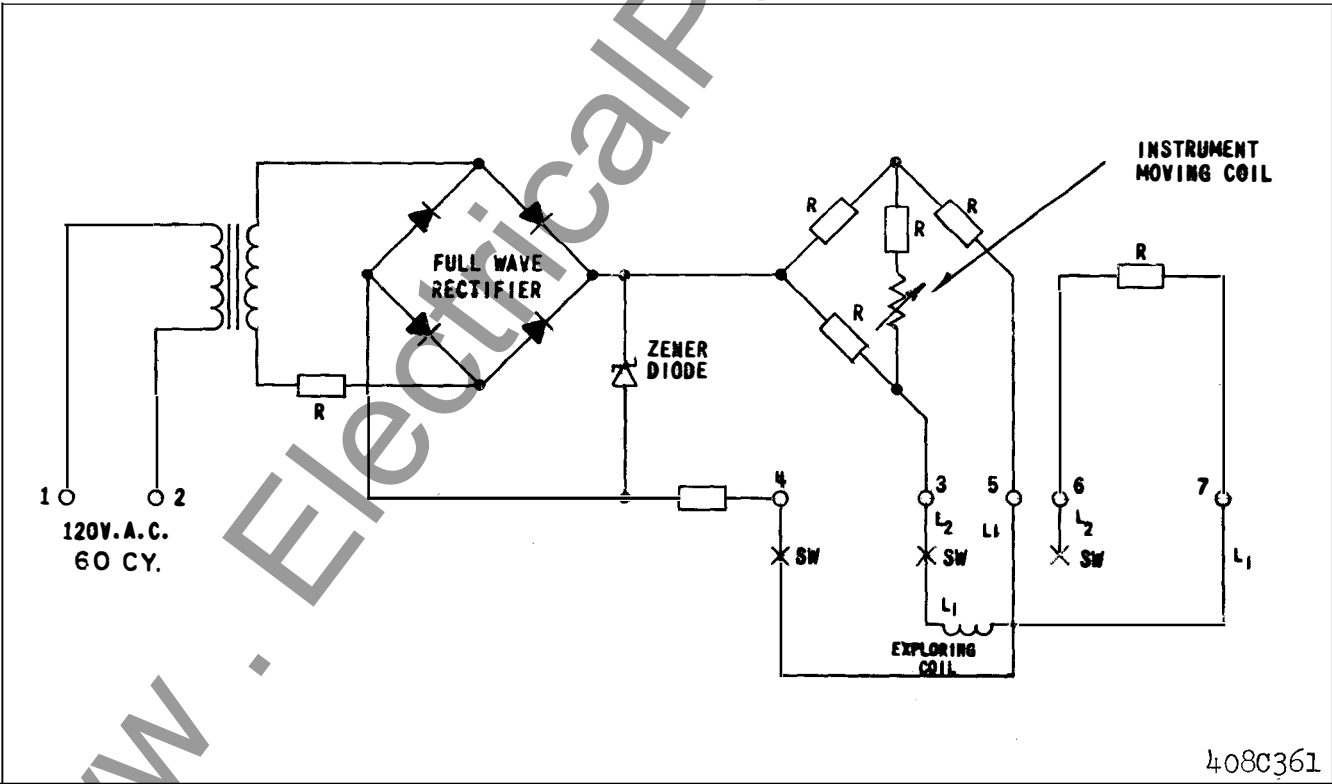 INSTRUMENT
MOVING COIL
R
R
R
R
R
FULL WAVE
RECTIFIER
ZENER
DIODE
R
1
2
120V.A.C.
60 CY.
4
3
5
6
7
L2
L1
L2
SW
SW
SW
L1
L1
EXPLORING
COIL
408C361
w . ElectricalP